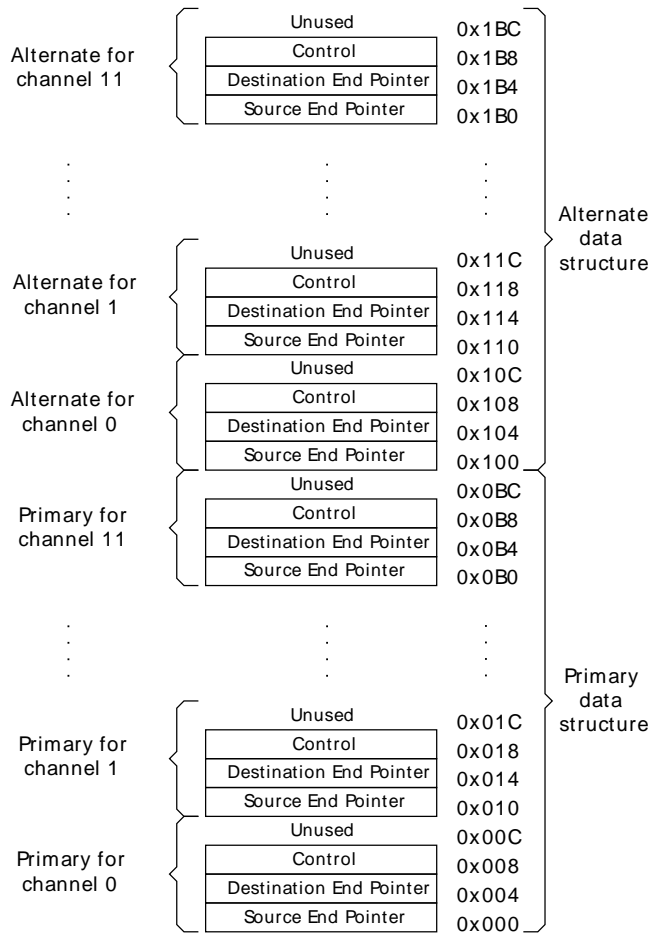 Unused 0x1BC
Alternate for
channel 11
Control 0x1B8
Destination End Pointer 0x1B4
Source End Pointer 0x1B0
Alternate
data
structure
Unused 0x11C
Alternate for
channel 1
Control 0x118
Destination End Pointer 0x114
Source End Pointer 0x110
Unused 0x10C
Alternate for
channel 0
Control 0x108
Destination End Pointer 0x104
Source End Pointer 0x100
Unused 0x0BC
Primary for
channel 11
Control 0x0B8
Destination End Pointer 0x0B4
Source End Pointer 0x0B0
Primary
data
structure
Unused 0x01C
Primary for
channel 1
Control 0x018
Destination End Pointer 0x014
Source End Pointer 0x010
Unused 0x00C
Primary for
channel 0
Control 0x008
Destination End Pointer 0x004
Source End Pointer 0x000